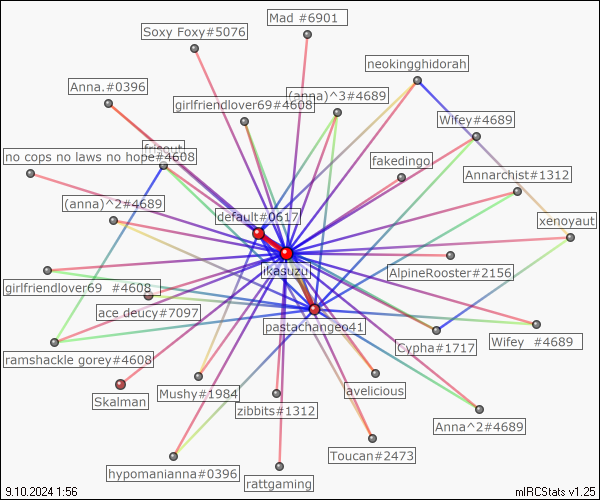 Mad #6901
Soxy Foxy#5076
neokingghidorah
Anna.#0396
(anna)^3#4689
girlfriendlover69#4608
Wifey#4689
frisout
no cops no laws no hope#4608
fakedingo
Annarchist#1312
(anna)^2#4689
default#0617
xenoyaut
ikasuzu
AlpineRooster#2156
girlfriendlover69 #4608
ace.deucy#7097
pastachangeo41
Cypha#1717
Wifey #4689
ramshackle gorey#4608
Skalman
Mushy#1984
avelicious
zibbits#1312
Anna^2#4689
Toucan#2473
hypomanianna#0396
rattgaming
9.10.2024 1:56
mIRCStats v1.25